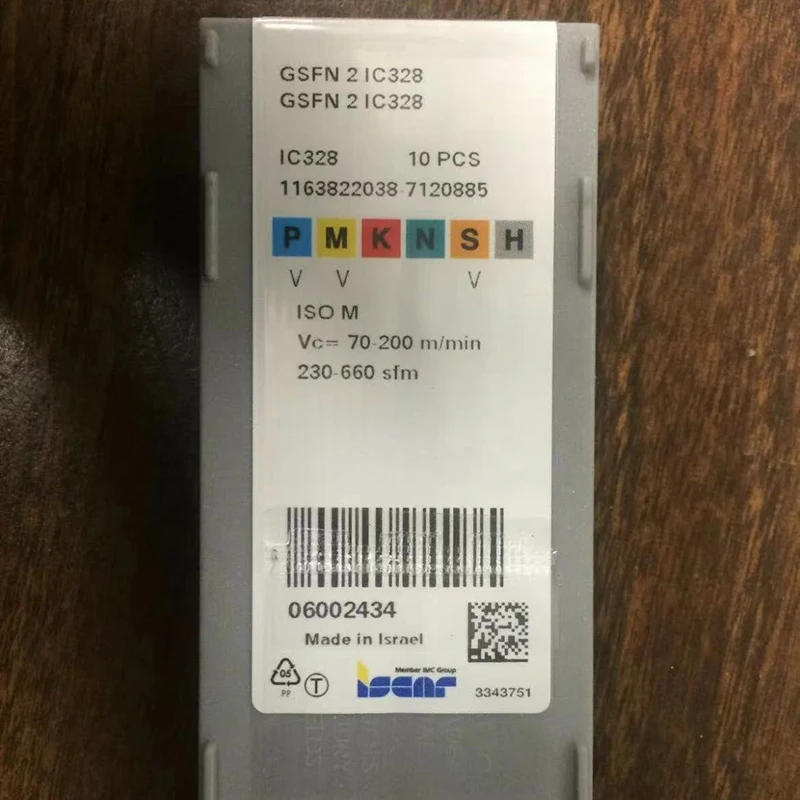 GSFN 2 IC328
GSFN 2 IC328
IC328 10 PCS
1163822038-7120885
P M K N S H
V V V
ISO M
Vc= 70-200 m/min
230-660 sfm
06002434
Made in Israel
05
PP
T
Member IMC Group
iscar
3343751